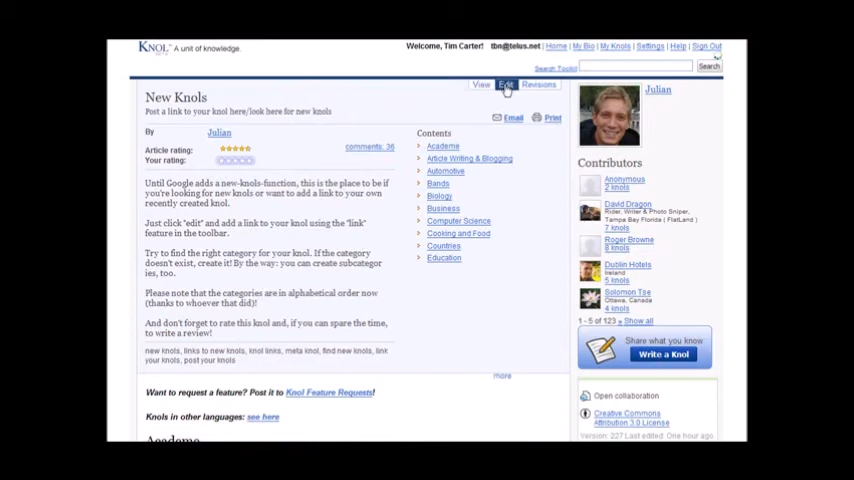 KNOL A unit of knowledge.
Welcome, Tim Carter! tbn@telus.net | Home | My Bio | My Knols | Settings | Help | Sign Out
Search Toolkit
Search
View Edit Revisions
New Knols
Post a link to your knol here/look here for new knols
Email Print
By Julian
Article rating:
comments: 36
Your rating:
Until Google adds a new-knols-function, this is the place to be if
you're looking for new knols or want to add a link to your own
recently created knol.
Just click "edit" and add a link to your knol using the "link"
feature in the toolbar.
Try to find the right category for your knol. If the category
doesn't exist, create it! By the way: you can create subcategor
ies, too.
Please note that the categories are in alphabetical order now
(thanks to whoever that did)!
And don't forget to rate this knol and, if you can spare the time,
to write a review!
new knols, links to new knols, knol links, meta knol, find new knols, link
your knols, post your knols
Contents
Academe
Article Writing & Blogging
Automotive
Bands
Biology
Business
Computer Science
Cooking and Food
Countries
Education
more
Want to request a feature? Post it to Knol Feature Requests!
Knols in other languages: see here
Academe
Julian
Contributors
Anonymous
2 knols
David Dragon
Rider, Writer & Photo Sniper,
Tampa Bay Florida ( FlatLand )
7 knols
Roger Browne
8 knols
Dublin Hotels
Ireland
5 knols
Solomon Tse
Ottawa, Canada
4 knols
1 - 5 of 123 » Show all
Share what you know
Write a Knol
Open collaboration
Creative Commons
Attribution 3.0 License
Version: 227 Last edited: One hour ago